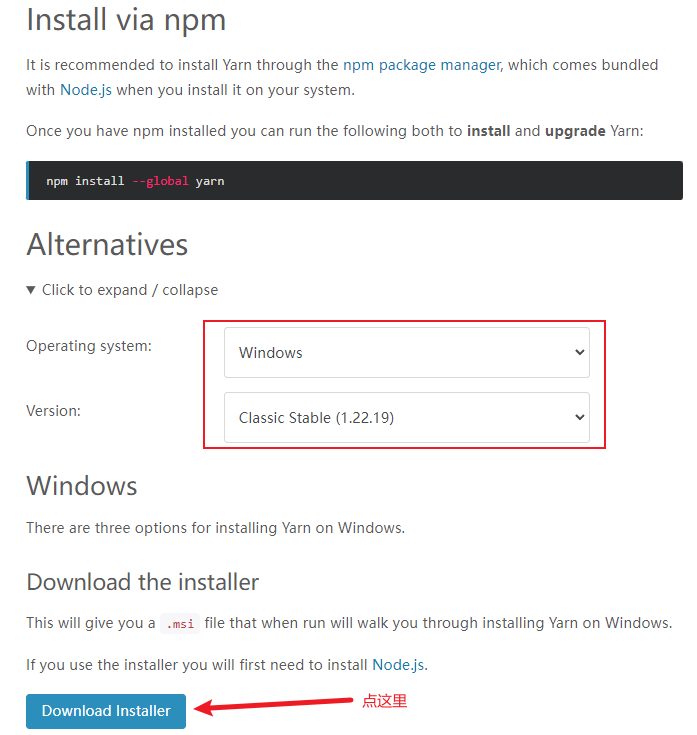 Install via npm
It is recommended to install Yarn through the npm package manager, which comes bundled
with Node.js when you install it on your system.
Once you have npm installed you can run the following both to install and upgrade Yarn:
npm install --global yarn
Alternatives
▼ Click to expand / collapse
Operating system:
Windows
Version:
Classic Stable (1.22.19)
Windows
There are three options for installing Yarn on Windows.
Download the installer
This will give you a .msi file that when run will walk you through installing Yarn on Windows.
If you use the installer you will first need to install Node.js.
Download Installer
点这里